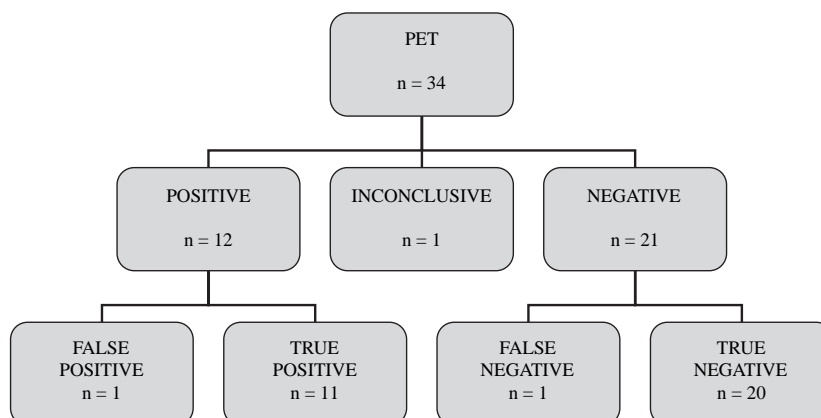 PET
n = 34
POSITIVE
n = 12
INCONCLUSIVE
n = 1
NEGATIVE
n = 21
FALSE
POSITIVE
n = 1
TRUE
POSITIVE
n = 11
FALSE
NEGATIVE
n = 1
TRUE
NEGATIVE
n = 20